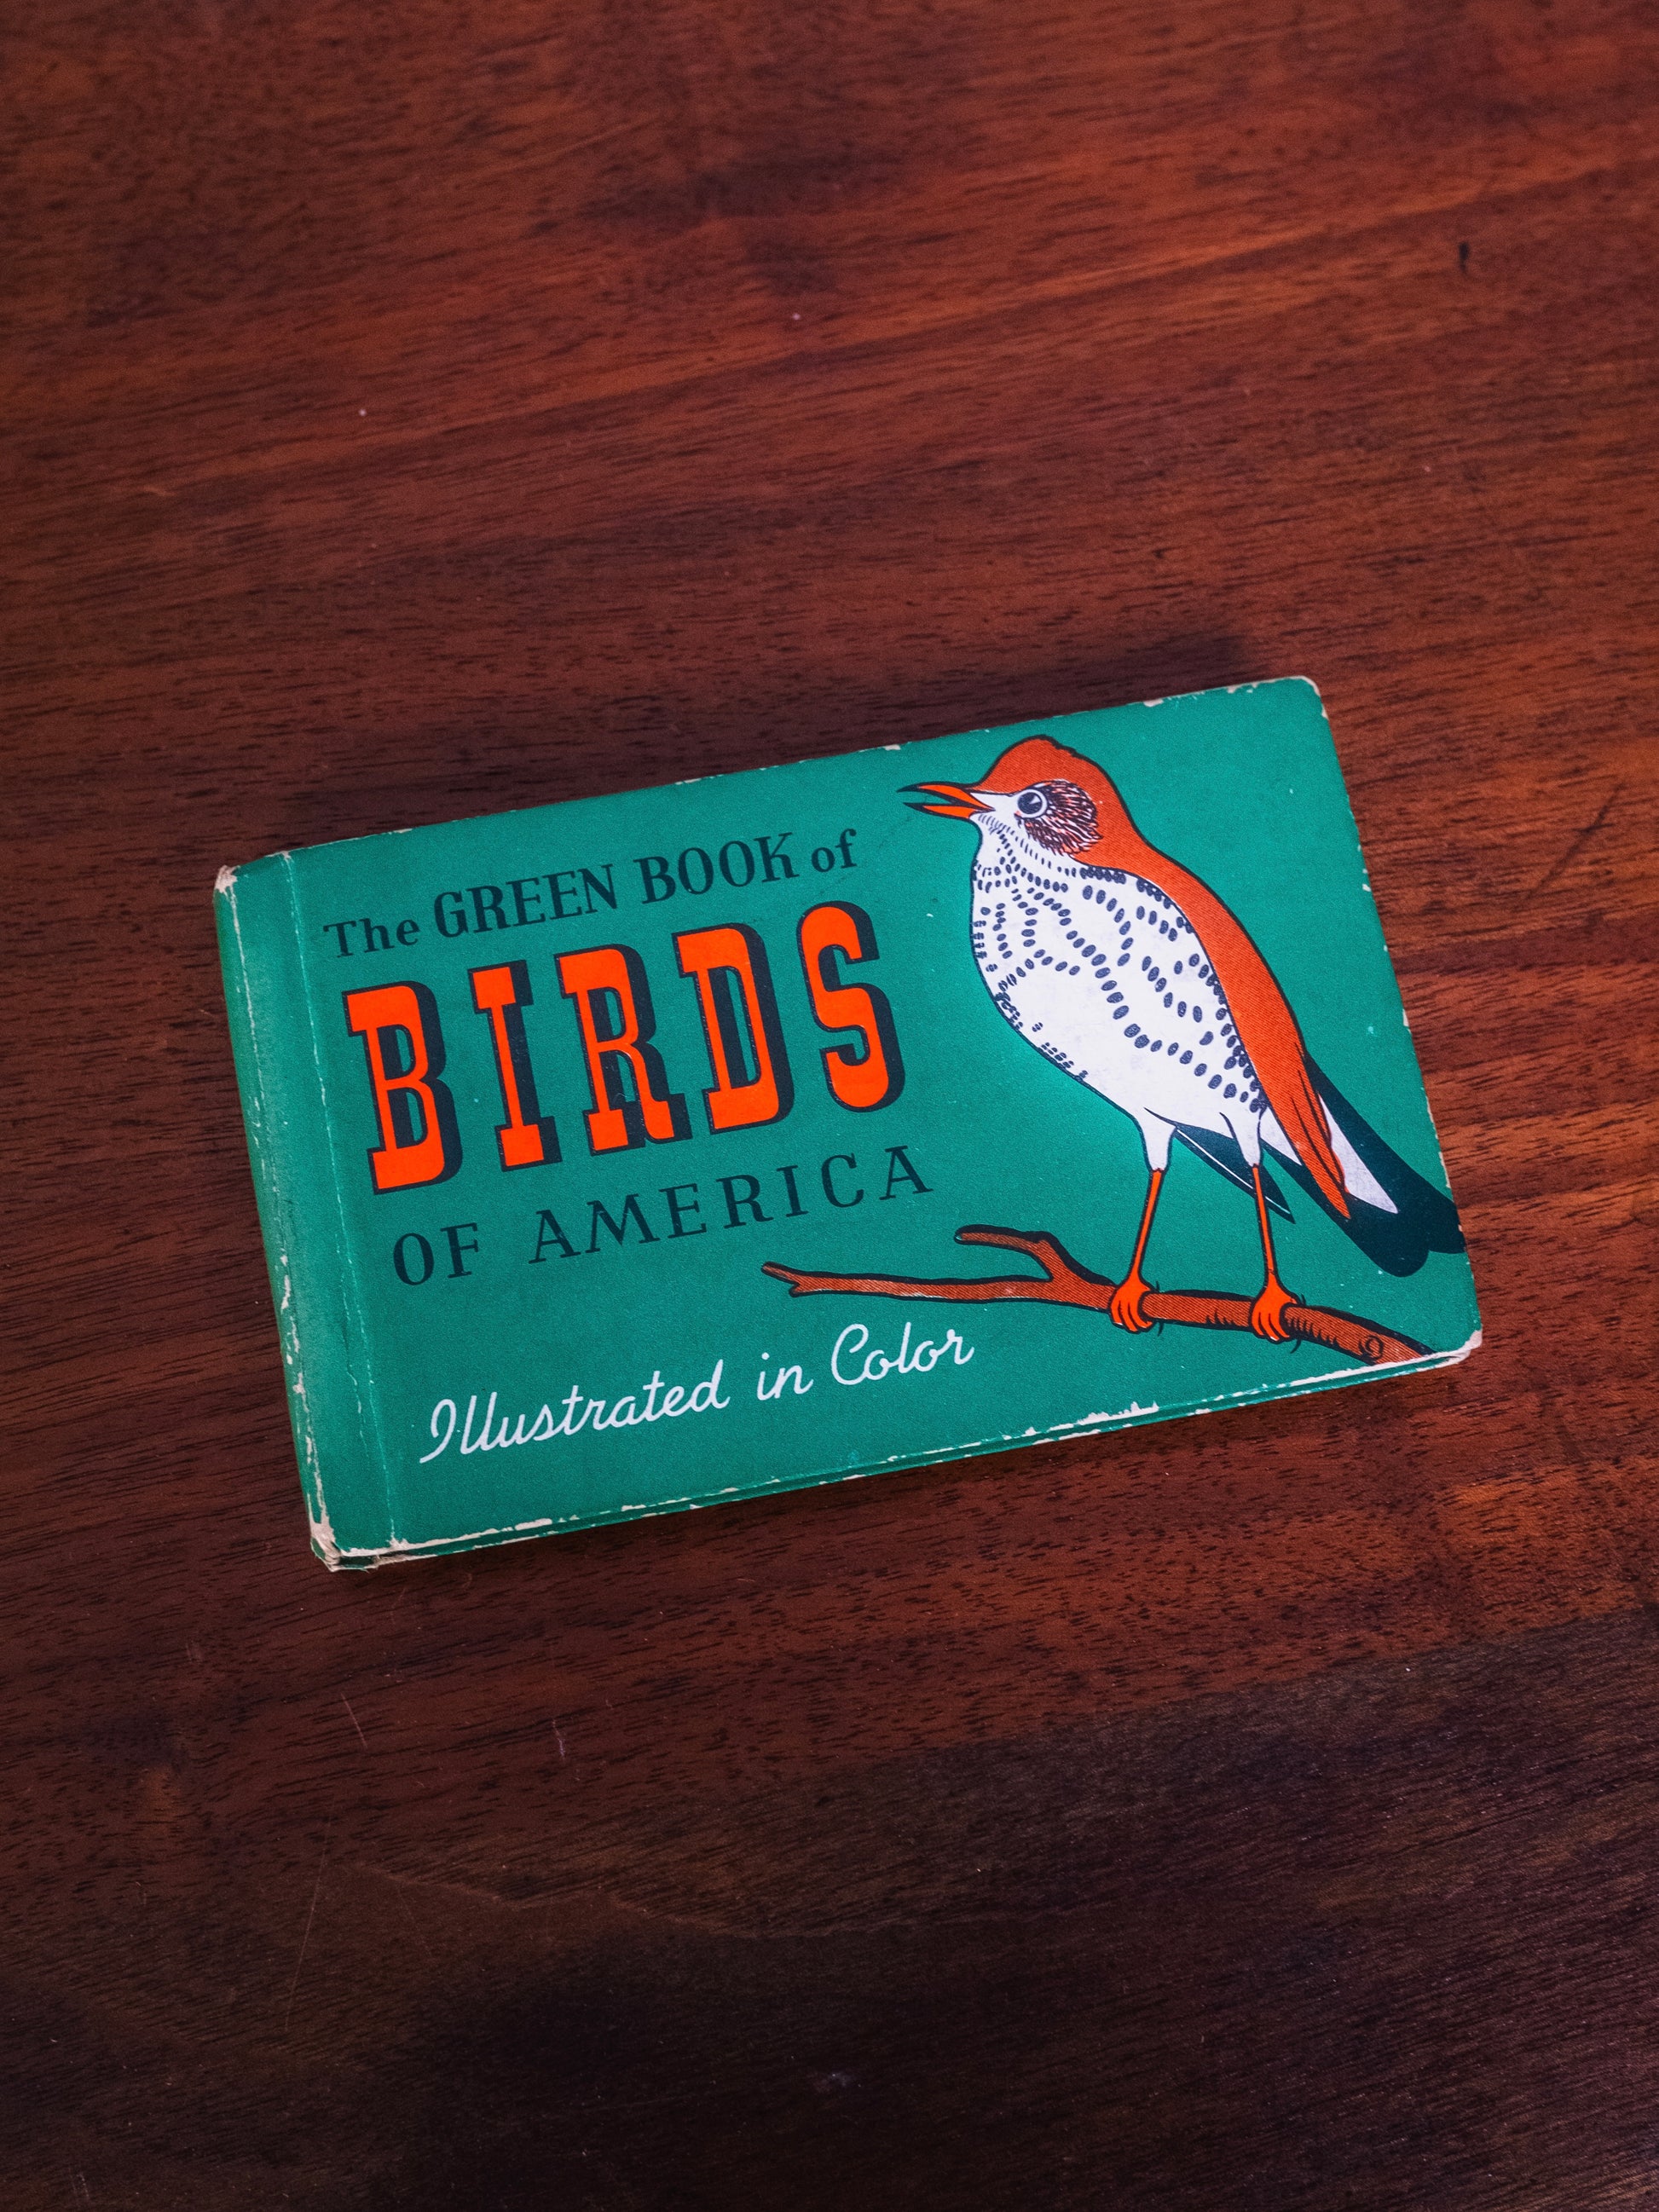 The GREEN BOOK of
BIRDS
OF AMERICA
Illustrated in Color